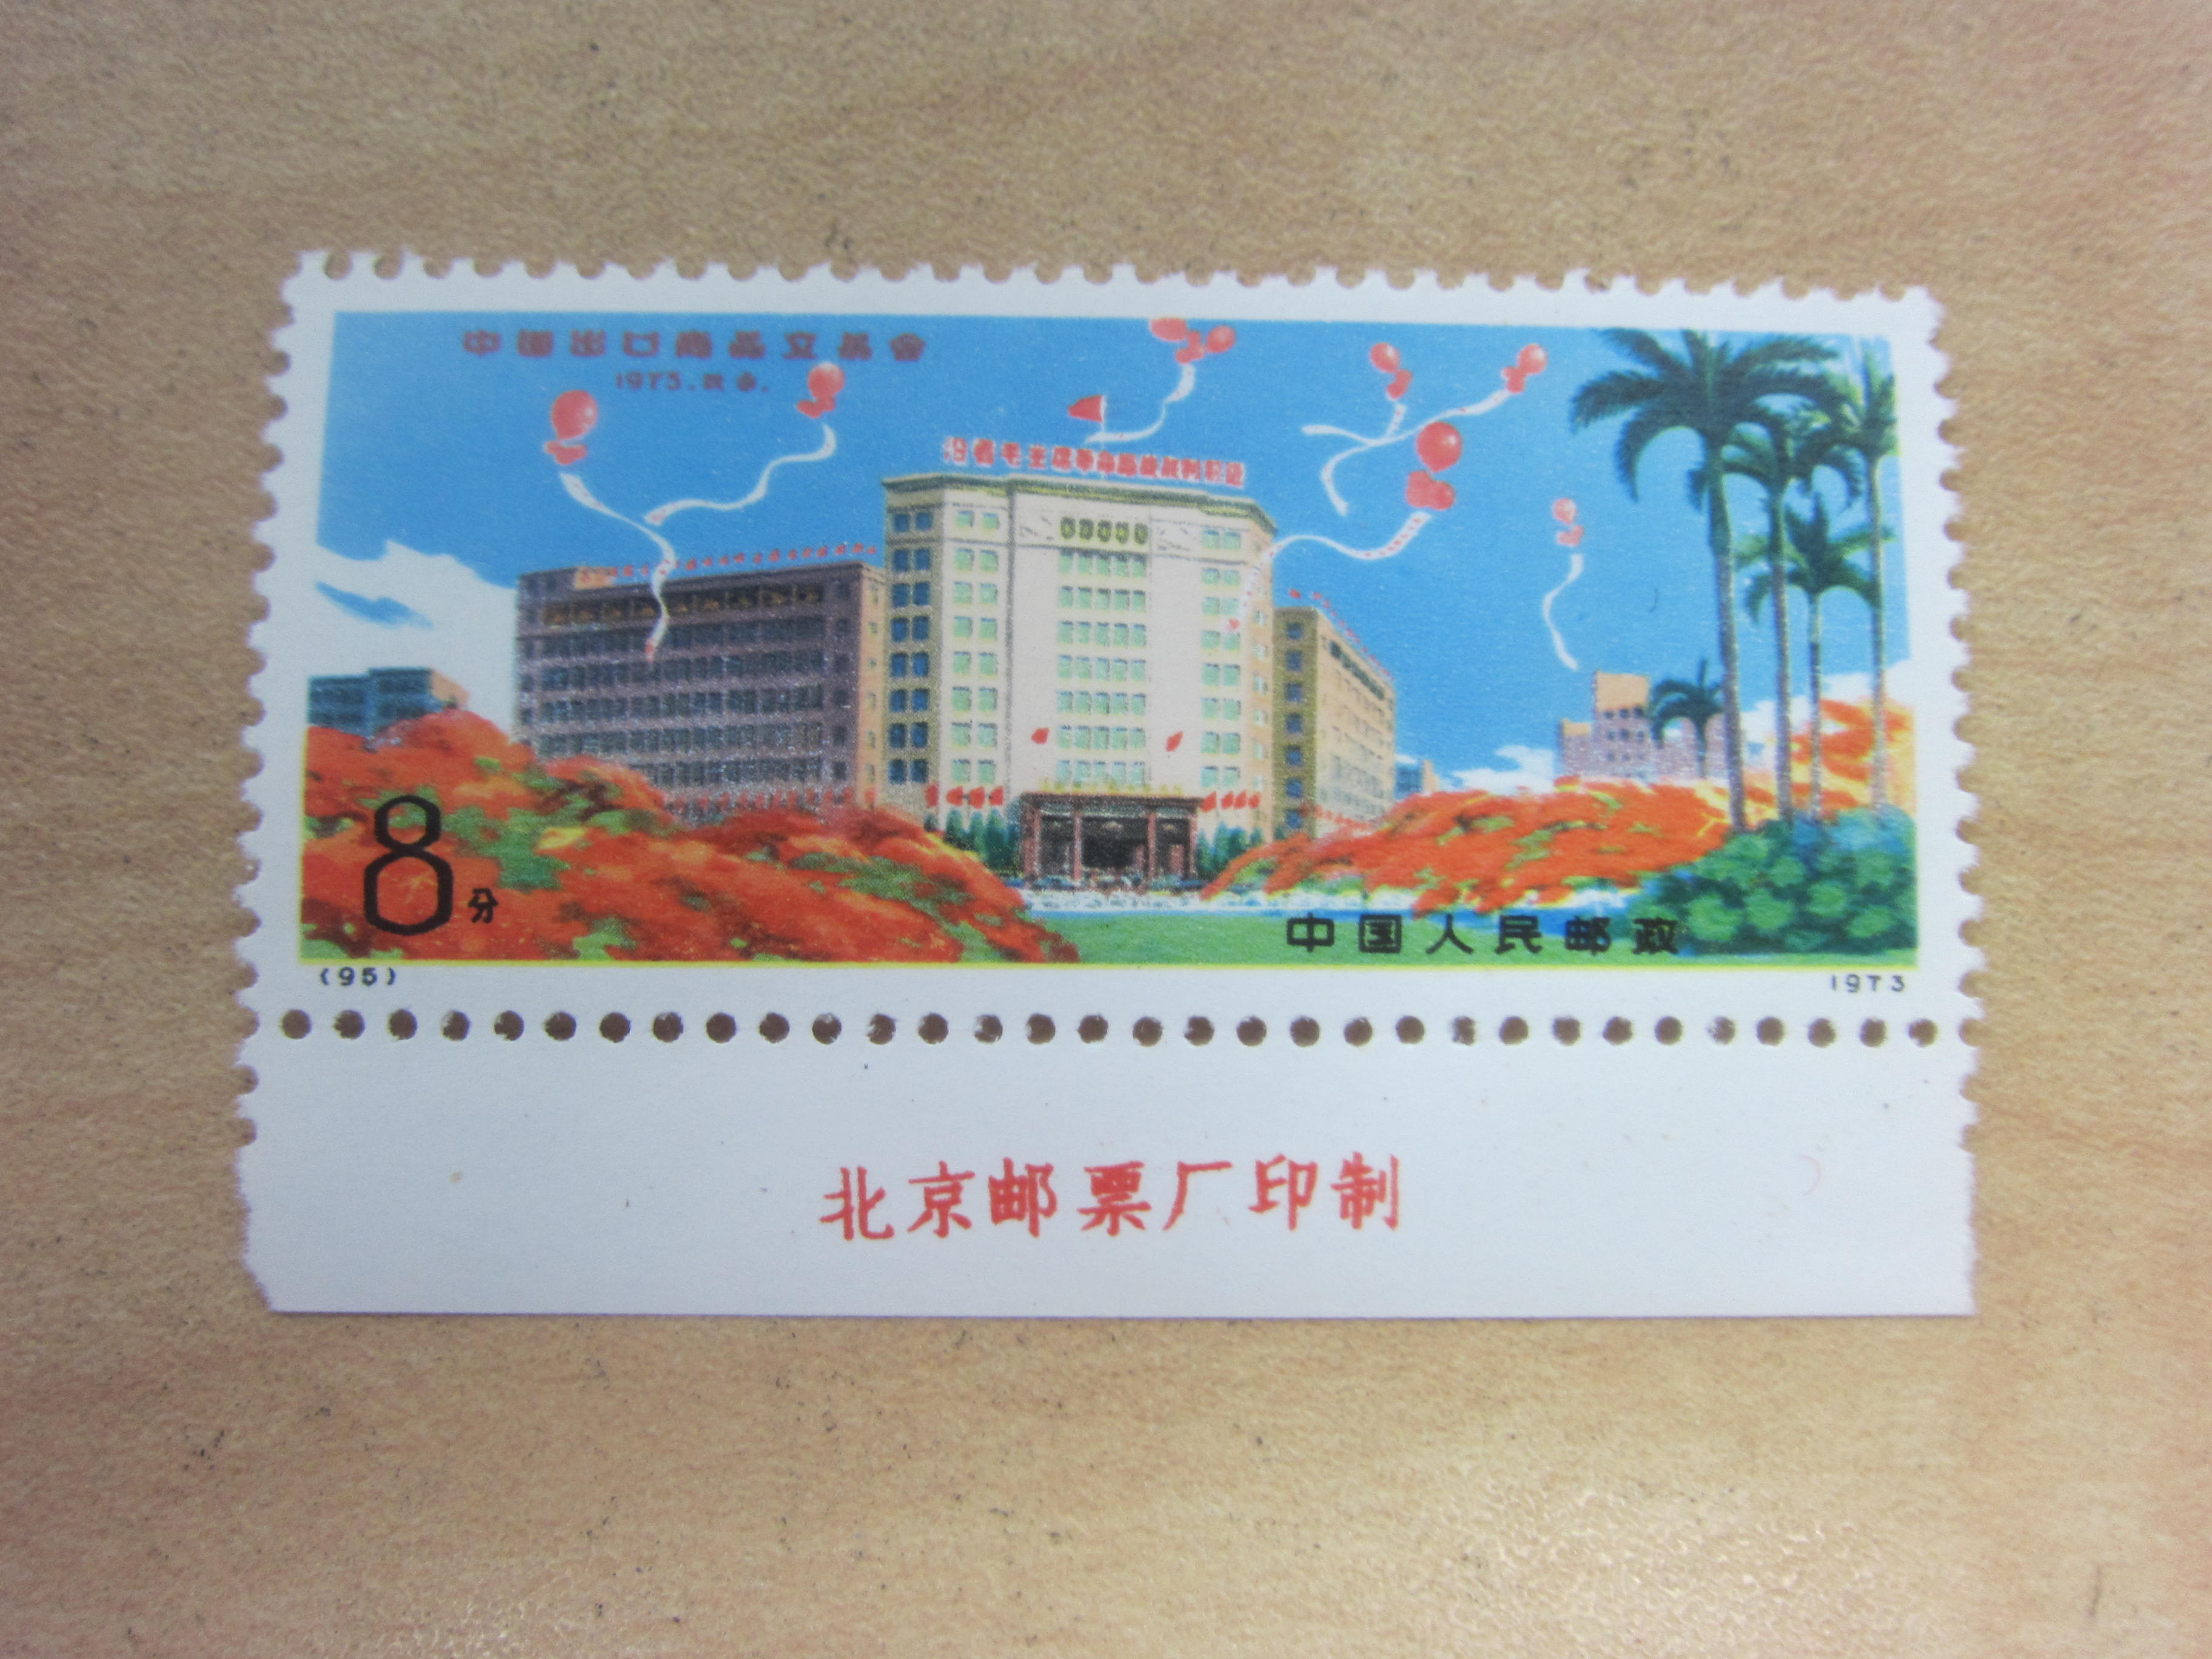 中国出口商品交易会
1973.秋季.
沿着毛主席革命路线胜利前进
8分
中国人民邮政
(95)
1973
北京邮票厂印制